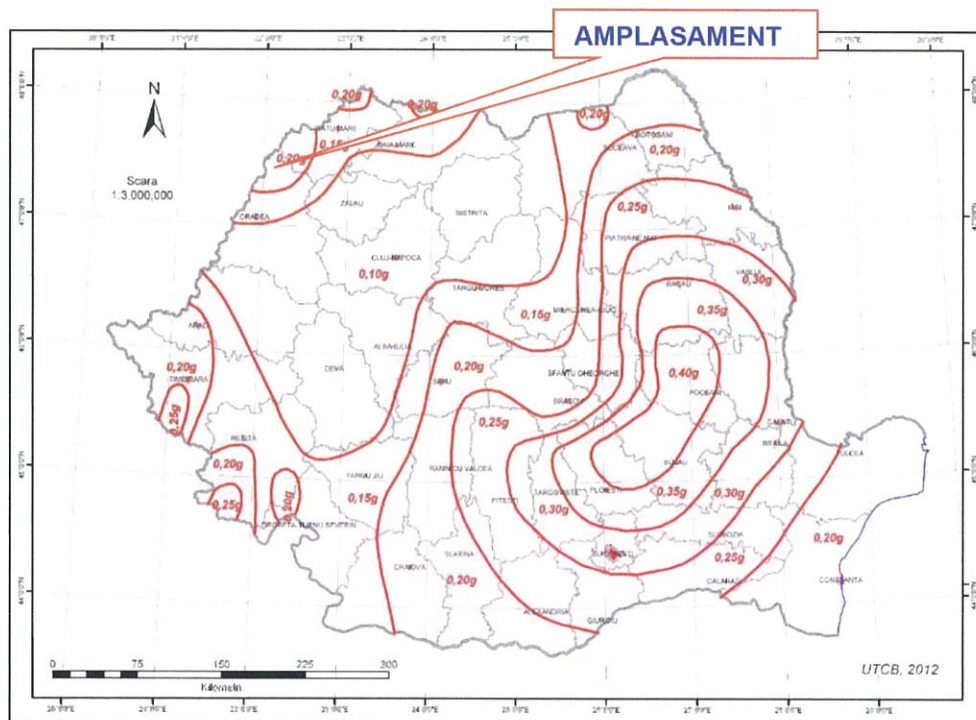 AMPLASAMENT
N
Scara
1:3,000,000
0,20g
0,20g
0,20g
SATU MARE
0,15g
BAIA MARE
0,20g
BOTOSANI
SUCEAVA
0,20g
ZALAU
ORADEA
BISTRITA
0,25g
IASI
PIATRA NEAMT
CLUJ-NAPOCA
0,10g
VASLUI
0,30g
BACAU
TARGU-MURES
0,15g
MIERCUREA-CIUC
0,35g
ARAD
ALBA IULIA
0,20g
TIMISOARA
DEVA
0,20g
SIBIU
SFANTU GHEORGHE
0,40g
FOCSANI
BRASOV
0,25g
0,25g
GALATI
BRAILA
TULCEA
RESITA
0,20g
TARGU JIU
RAMNICU VALCEA
BUZAU
0,25g
0,20g
0,15g
PITESTI
TARGOVISTE
PLOIESTI
0,35g
0,30g
0,30g
DROBETA-TURNU SEVERIN
SLOBOZIA
0,20g
SLATINA
BUCURESTI
0,25g
CRAIOVA
0,20g
CALARASI
CONSTANTA
ALEXANDRIA
GIURGIU
0 75 150 225 300
Kilometri
UTCB, 2012